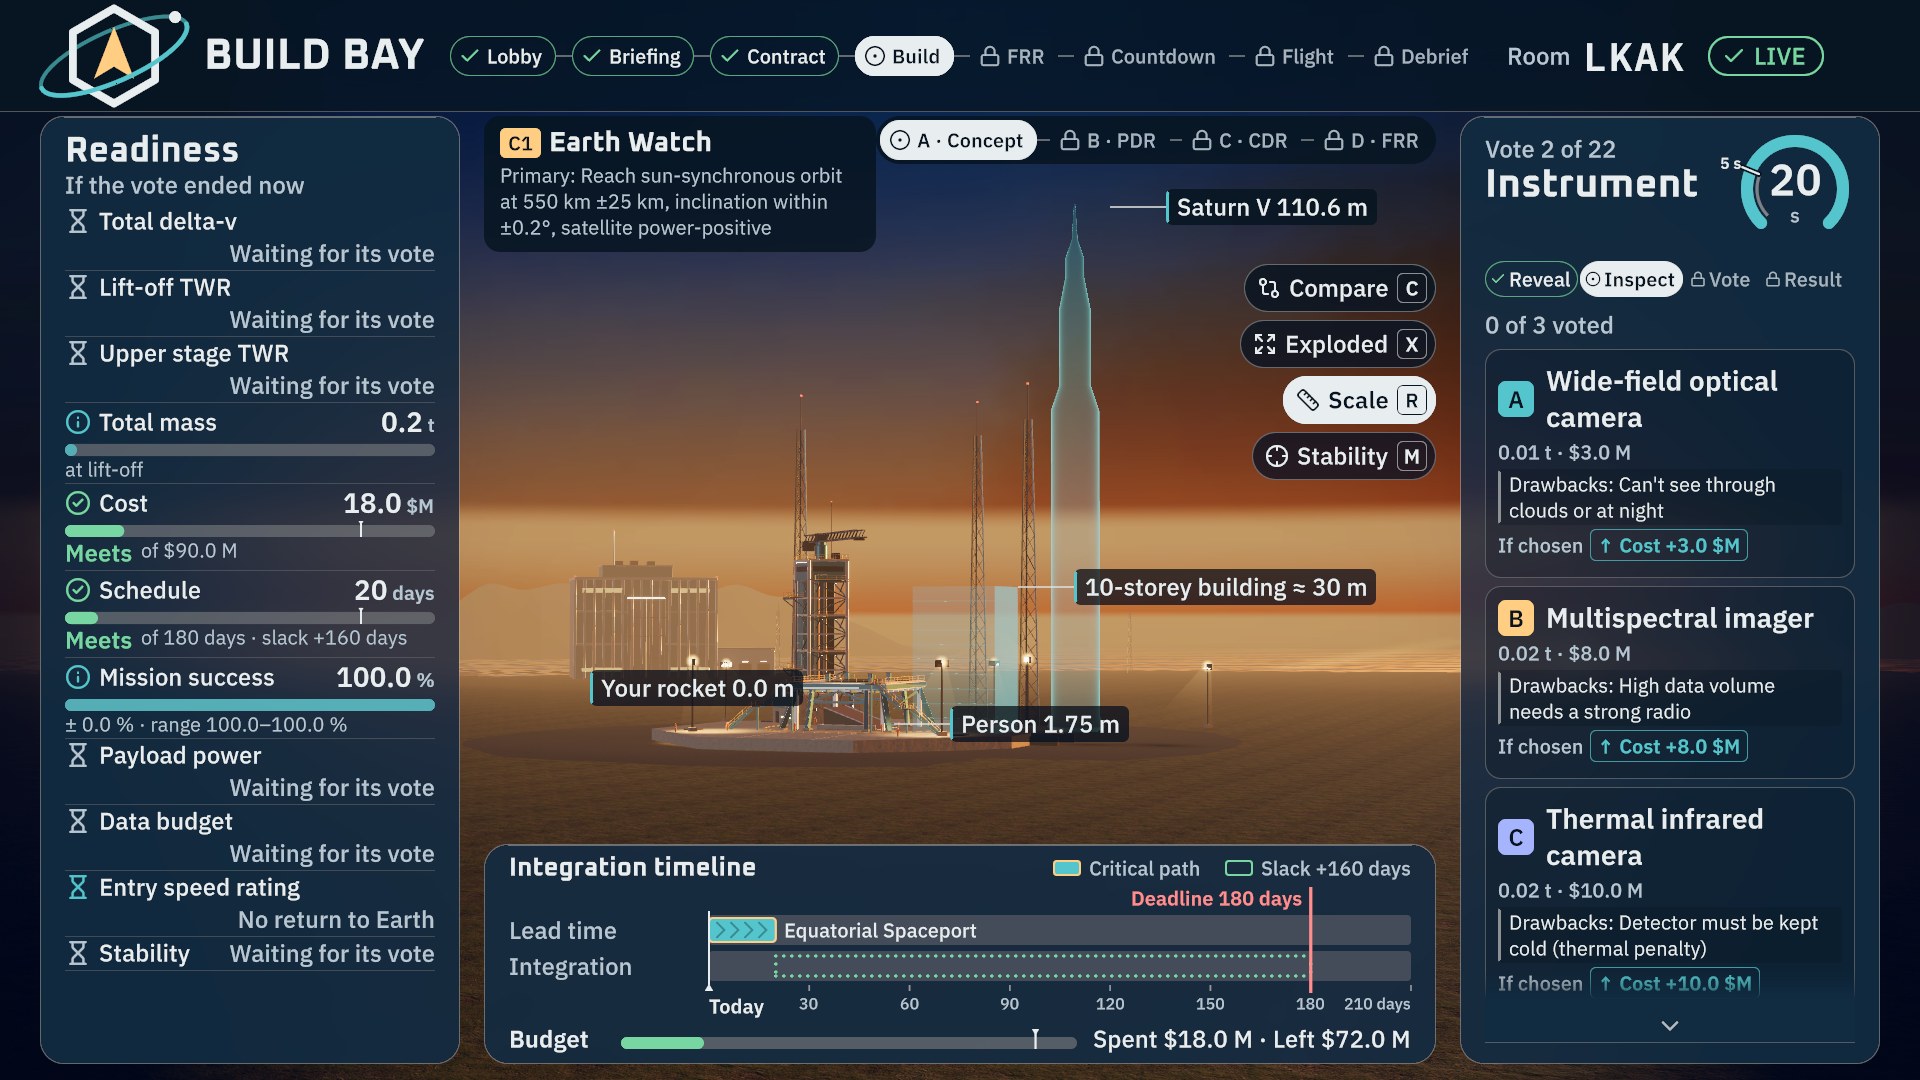 BUILD BAY
Lobby
Briefing
Contract
Build
FRR
Countdown
Flight
Debrief
Room LKAK
LIVE
Readiness
If the vote ended now
Total delta-v
Waiting for its vote
Lift-off TWR
Waiting for its vote
Upper stage TWR
Waiting for its vote
Total mass 0.2 t
at lift-off
Cost 18.0 $M
Meets of $90.0 M
Schedule 20 days
Meets of 180 days · slack +160 days
Mission success 100.0 %
± 0.0 % · range 100.0–100.0 %
Payload power
Waiting for its vote
Data budget
Waiting for its vote
Entry speed rating
No return to Earth
Stability Waiting for its vote
C1 Earth Watch
Primary: Reach sun-synchronous orbit
at 550 km ±25 km, inclination within
±0.2°, satellite power-positive
A · Concept
B · PDR
C · CDR
D · FRR
Saturn V 110.6 m
Compare C
Exploded X
Scale R
Stability M
10-storey building ≈ 30 m
Your rocket 0.0 m
Person 1.75 m
Integration timeline
Critical path
Slack +160 days
Deadline 180 days
Lead time
Equatorial Spaceport
Integration
Today 30 60 90 120 150 180 210 days
Budget
Spent $18.0 M · Left $72.0 M
Vote 2 of 22
Instrument
5 s
20
s
Reveal
Inspect
Vote
Result
0 of 3 voted
A Wide-field optical
camera
0.01 t · $3.0 M
Drawbacks: Can't see through
clouds or at night
If chosen ↑ Cost +3.0 $M
B Multispectral imager
0.02 t · $8.0 M
Drawbacks: High data volume
needs a strong radio
If chosen ↑ Cost +8.0 $M
C Thermal infrared
camera
0.02 t · $10.0 M
Drawbacks: Detector must be kept
cold (thermal penalty)
If chosen ↑ Cost +10.0 $M